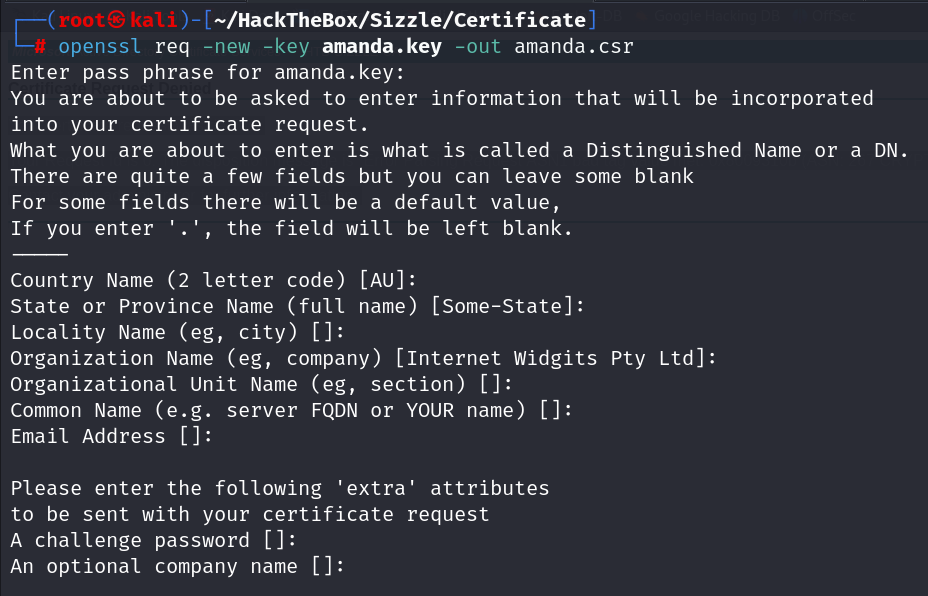 ┌──(root㉿kali)-[~/HackTheBox/Sizzle/Certificate]
└─# openssl req -new -key amanda.key -out amanda.csr
Enter pass phrase for amanda.key:
You are about to be asked to enter information that will be incorporated
into your certificate request.
What you are about to enter is what is called a Distinguished Name or a DN.
There are quite a few fields but you can leave some blank
For some fields there will be a default value,
If you enter '.', the field will be left blank.
-----
Country Name (2 letter code) [AU]:
State or Province Name (full name) [Some-State]:
Locality Name (eg, city) []:
Organization Name (eg, company) [Internet Widgits Pty Ltd]:
Organizational Unit Name (eg, section) []:
Common Name (e.g. server FQDN or YOUR name) []:
Email Address []:

Please enter the following 'extra' attributes
to be sent with your certificate request
A challenge password []:
An optional company name []: